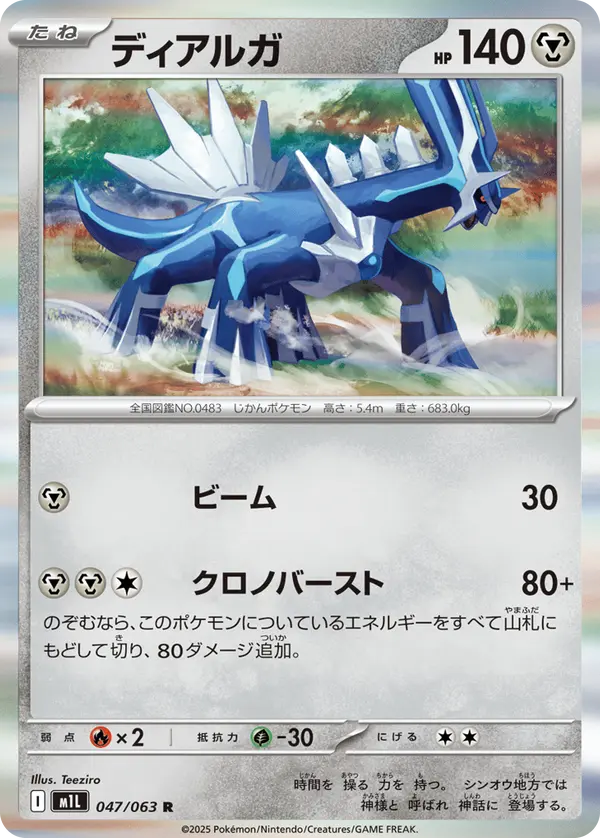 たね ディアルガ HP 140
全国図鑑NO.0483 じかんポケモン 高さ:5.4m 重さ:683.0kg
ビーム 30
クロノバースト 80+
のぞむなら、このポケモンについているエネルギーをすべて山札に
もどして切り、80ダメージ追加。
弱点 ×2 抵抗力 -30 にげる
Illus. Teeziro
I M1L 047/063 R
時間を操る力を持つ。シンオウ地方では
神様と呼ばれ神話に登場する。
©2025 Pokémon/Nintendo/Creatures/GAME FREAK.